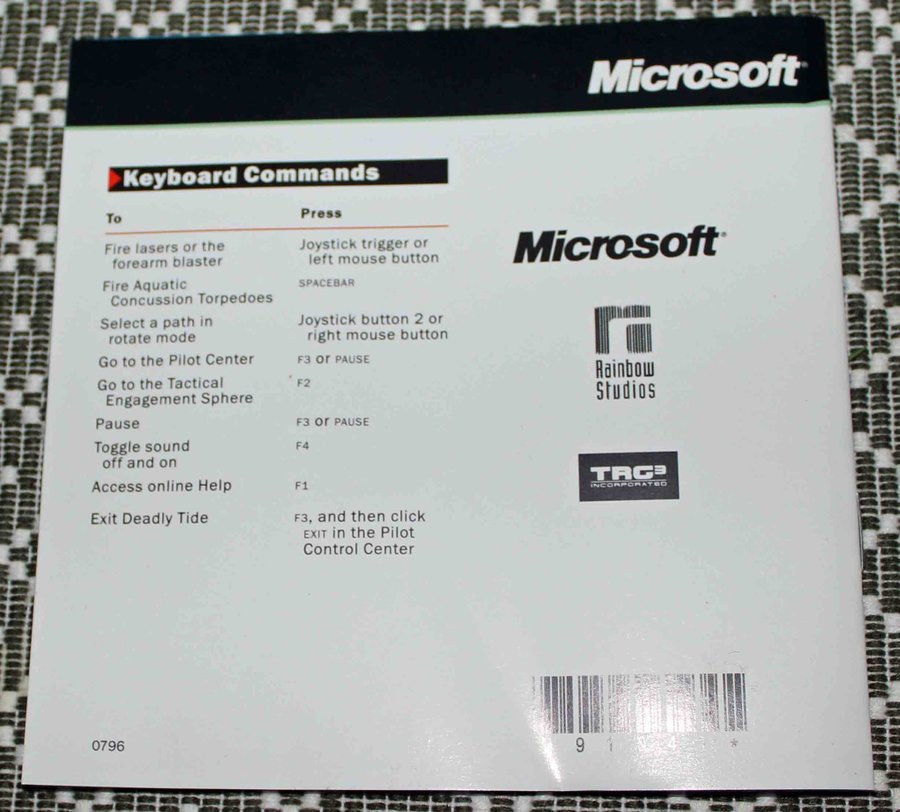 Microsoft®
Keyboard Commands
To Press
Fire lasers or the Joystick trigger or
forearm blaster left mouse button
Fire Aquatic SPACEBAR
Concussion Torpedoes
Select a path in Joystick button 2 or
rotate mode right mouse button
Go to the Pilot Center F3 or PAUSE
Go to the Tactical F2
Engagement Sphere
Pause F3 or PAUSE
Toggle sound F4
off and on
Access online Help F1
Exit Deadly Tide F3, and then click
EXIT in the Pilot
Control Center
Microsoft®
Rainbow
Studios
TRG3
INCORPORATED
0796